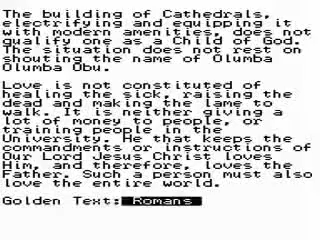 The building of Cathedrals,
electrifying and equipping it
with modern amenities, does not
qualify one as a Child of God.
The situation does not rest on
shouting the name of Olumba
Olumba Obu.
Love is not constituted of
healing the sick, raising the
dead and making the lame to
walk. It is neither giving a
lot of money to people, or
training people in the
University. He that keeps the
commandments or instructions of
Our Lord Jesus Christ loves
Him, and therefore, loves the
Father. Such a person must also
love the entire world.
Golden Text: Romans